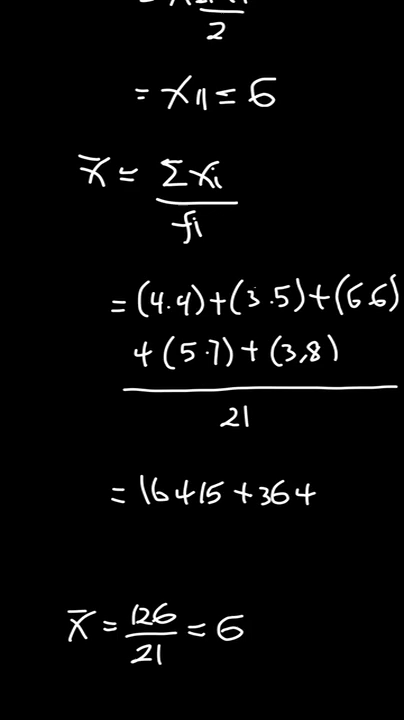 2
= x11 = 6
x̄ = Σxi
fi
= (4.4)+(3.5)+(6.6)
+(5.7)+(3,8)
21
= 16+15+36+
x̄ = 126/21 = 6